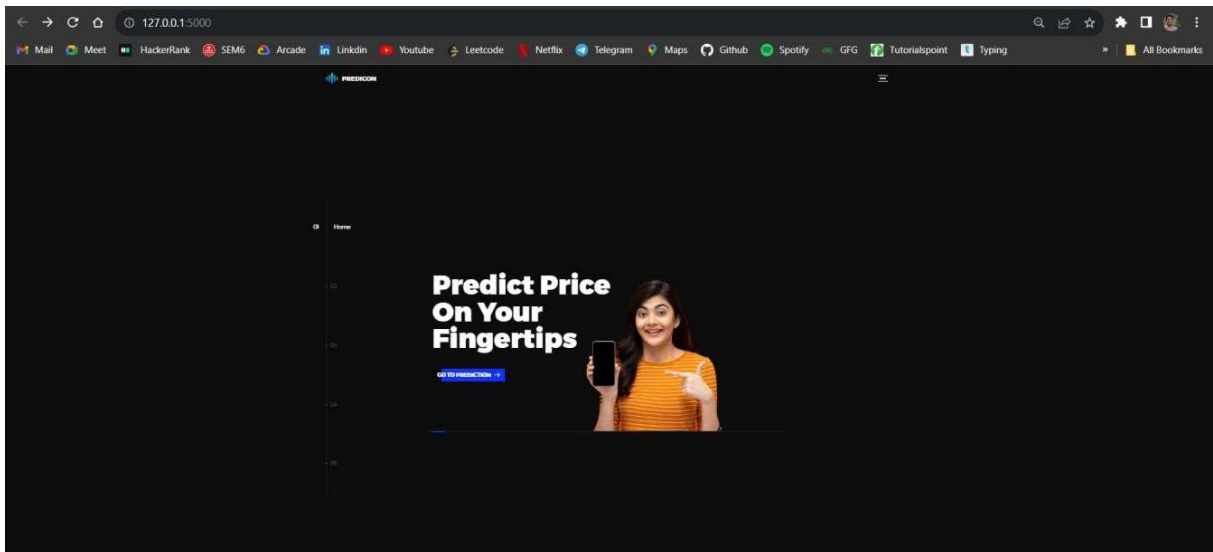 127.0.0.1:5000
Mail Meet HackerRank SEM6 Arcade Linkdin Youtube Leetcode Netflix Telegram Maps Github Spotify GFG Tutorialspoint Typing » All Bookmarks
PREDICON
01 Home
02
03
04
05
Predict Price
On Your
Fingertips
GO TO PREDICTION →